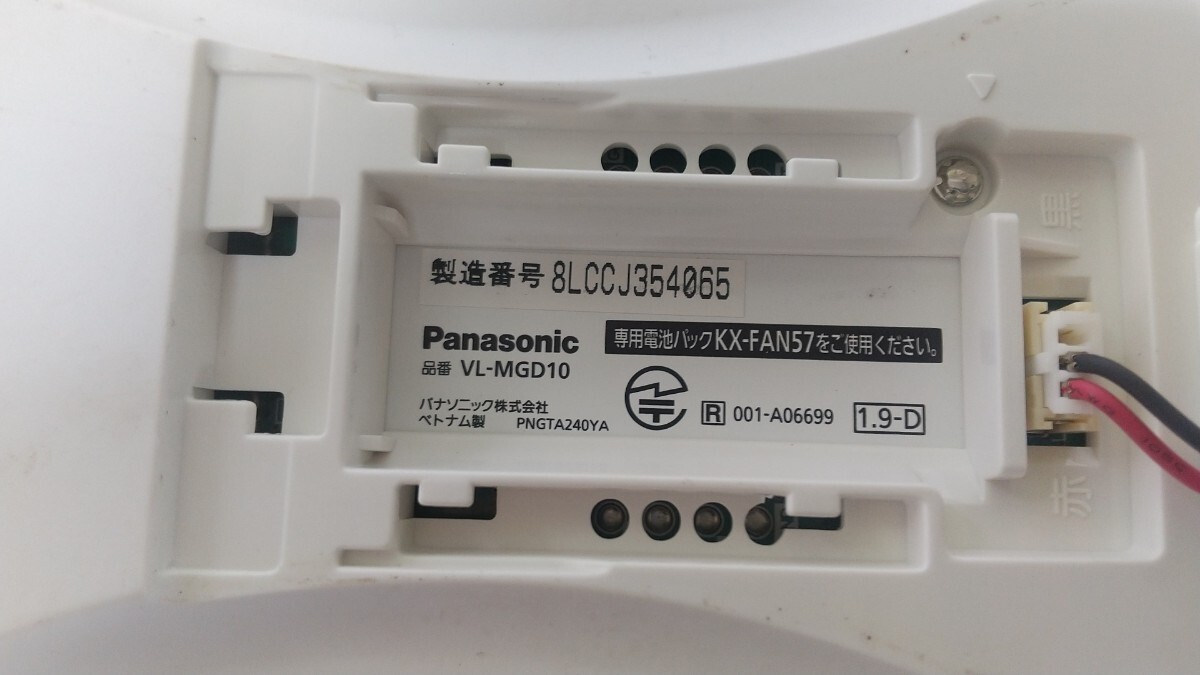 製造番号 8LCCJ354065
Panasonic
専用電池パックKX-FAN57をご使用ください。
品番 VL-MGD10
パナソニック株式会社
ベトナム製 PNGTA240YA
R 001-A06699 1.9-D
黒
赤